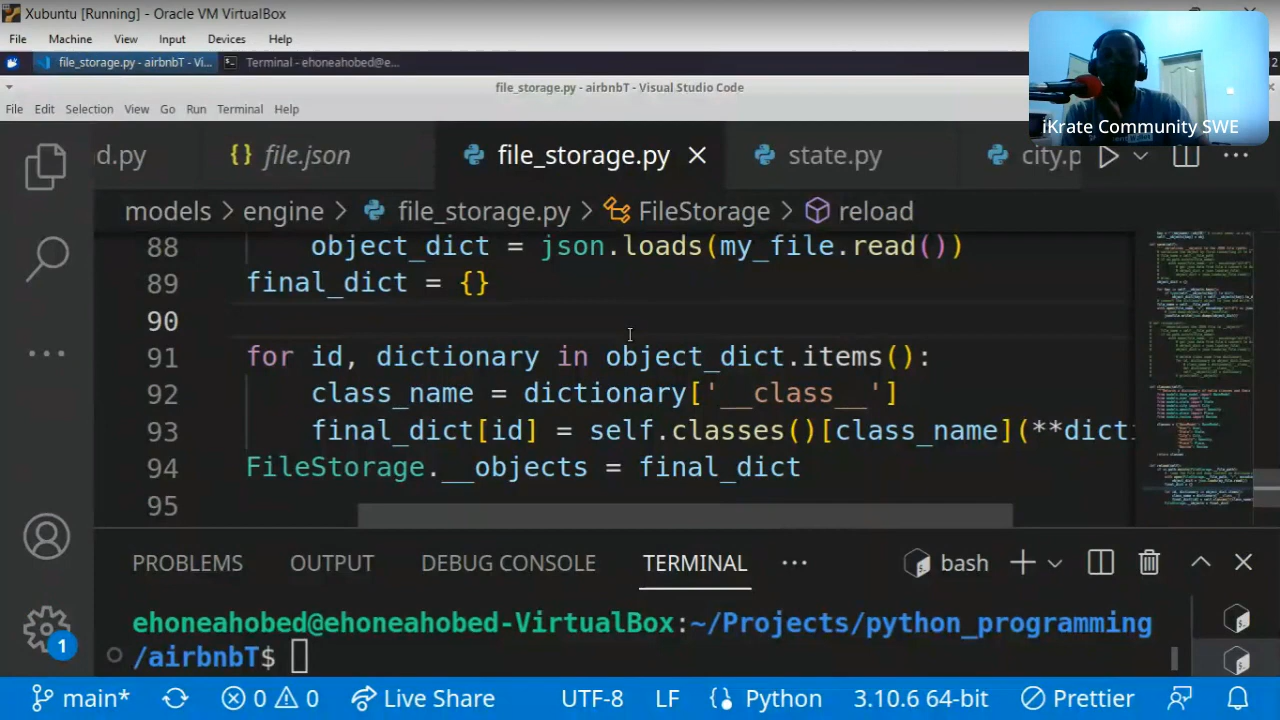 Xubuntu [Running] - Oracle VM VirtualBox
File Machine View Input Devices Help
file_storage.py - airbnbT - Vi... Terminal - ehoneahobed@e...
file_storage.py - airbnbT - Visual Studio Code
File Edit Selection View Go Run Terminal Help
iKrate Community SWE
d.py {} file.json file_storage.py state.py city.p
models > engine > file_storage.py > FileStorage > reload
88 object_dict = json.loads(my_file.read())
89 final_dict = {}
90
91 for id, dictionary in object_dict.items():
92 class_name = dictionary['__class__']
93 final_dict[id] = self.classes()[class_name](**dicti
94 FileStorage.__objects = final_dict
95
PROBLEMS OUTPUT DEBUG CONSOLE TERMINAL ... bash
ehoneahobed@ehoneahobed-VirtualBox:~/Projects/python_programming
/airbnbT$
1
main* 0 0 Live Share UTF-8 LF {} Python 3.10.6 64-bit Prettier